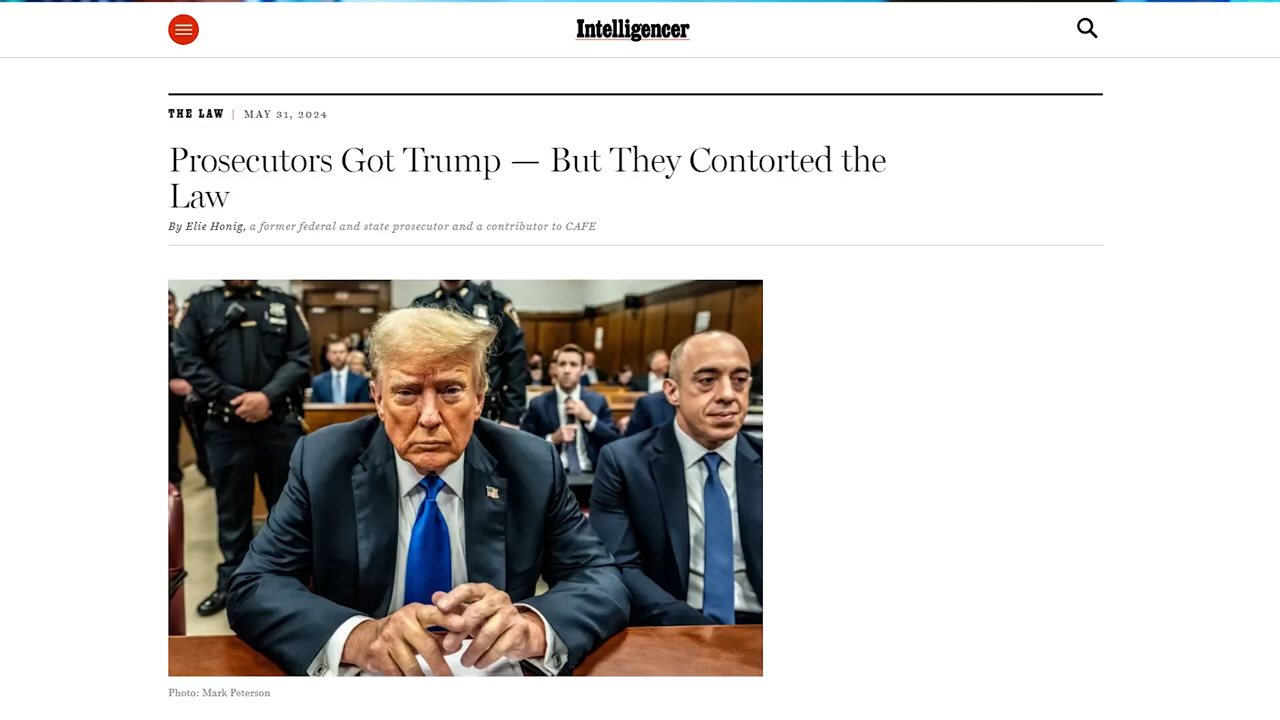 Intelligencer
THE LAW | MAY 31, 2024
Prosecutors Got Trump — But They Contorted the
Law
By Elie Honig, a former federal and state prosecutor and a contributor to CAFE
Photo: Mark Peterson